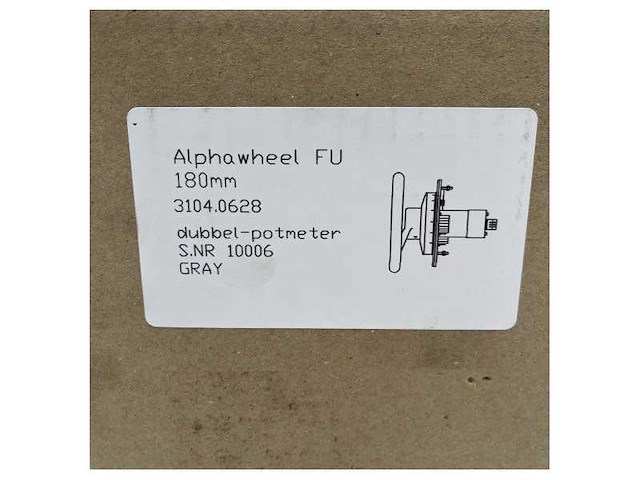 Alphawheel FU
180mm
3104.0628
dubbel-potmeter
S.NR 10006
GRAY